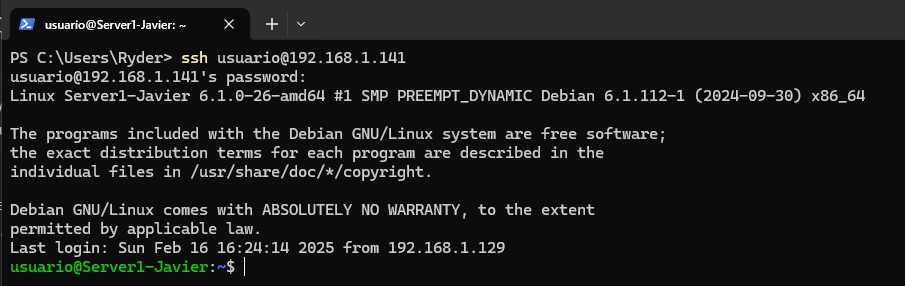 usuario@Server1-Javier: ~
PS C:\Users\Ryder> ssh usuario@192.168.1.141
usuario@192.168.1.141's password:
Linux Server1-Javier 6.1.0-26-amd64 #1 SMP PREEMPT_DYNAMIC Debian 6.1.112-1 (2024-09-30) x86_64

The programs included with the Debian GNU/Linux system are free software;
the exact distribution terms for each program are described in the
individual files in /usr/share/doc/*/copyright.

Debian GNU/Linux comes with ABSOLUTELY NO WARRANTY, to the extent
permitted by applicable law.
Last login: Sun Feb 16 16:24:14 2025 from 192.168.1.129
usuario@Server1-Javier:~$